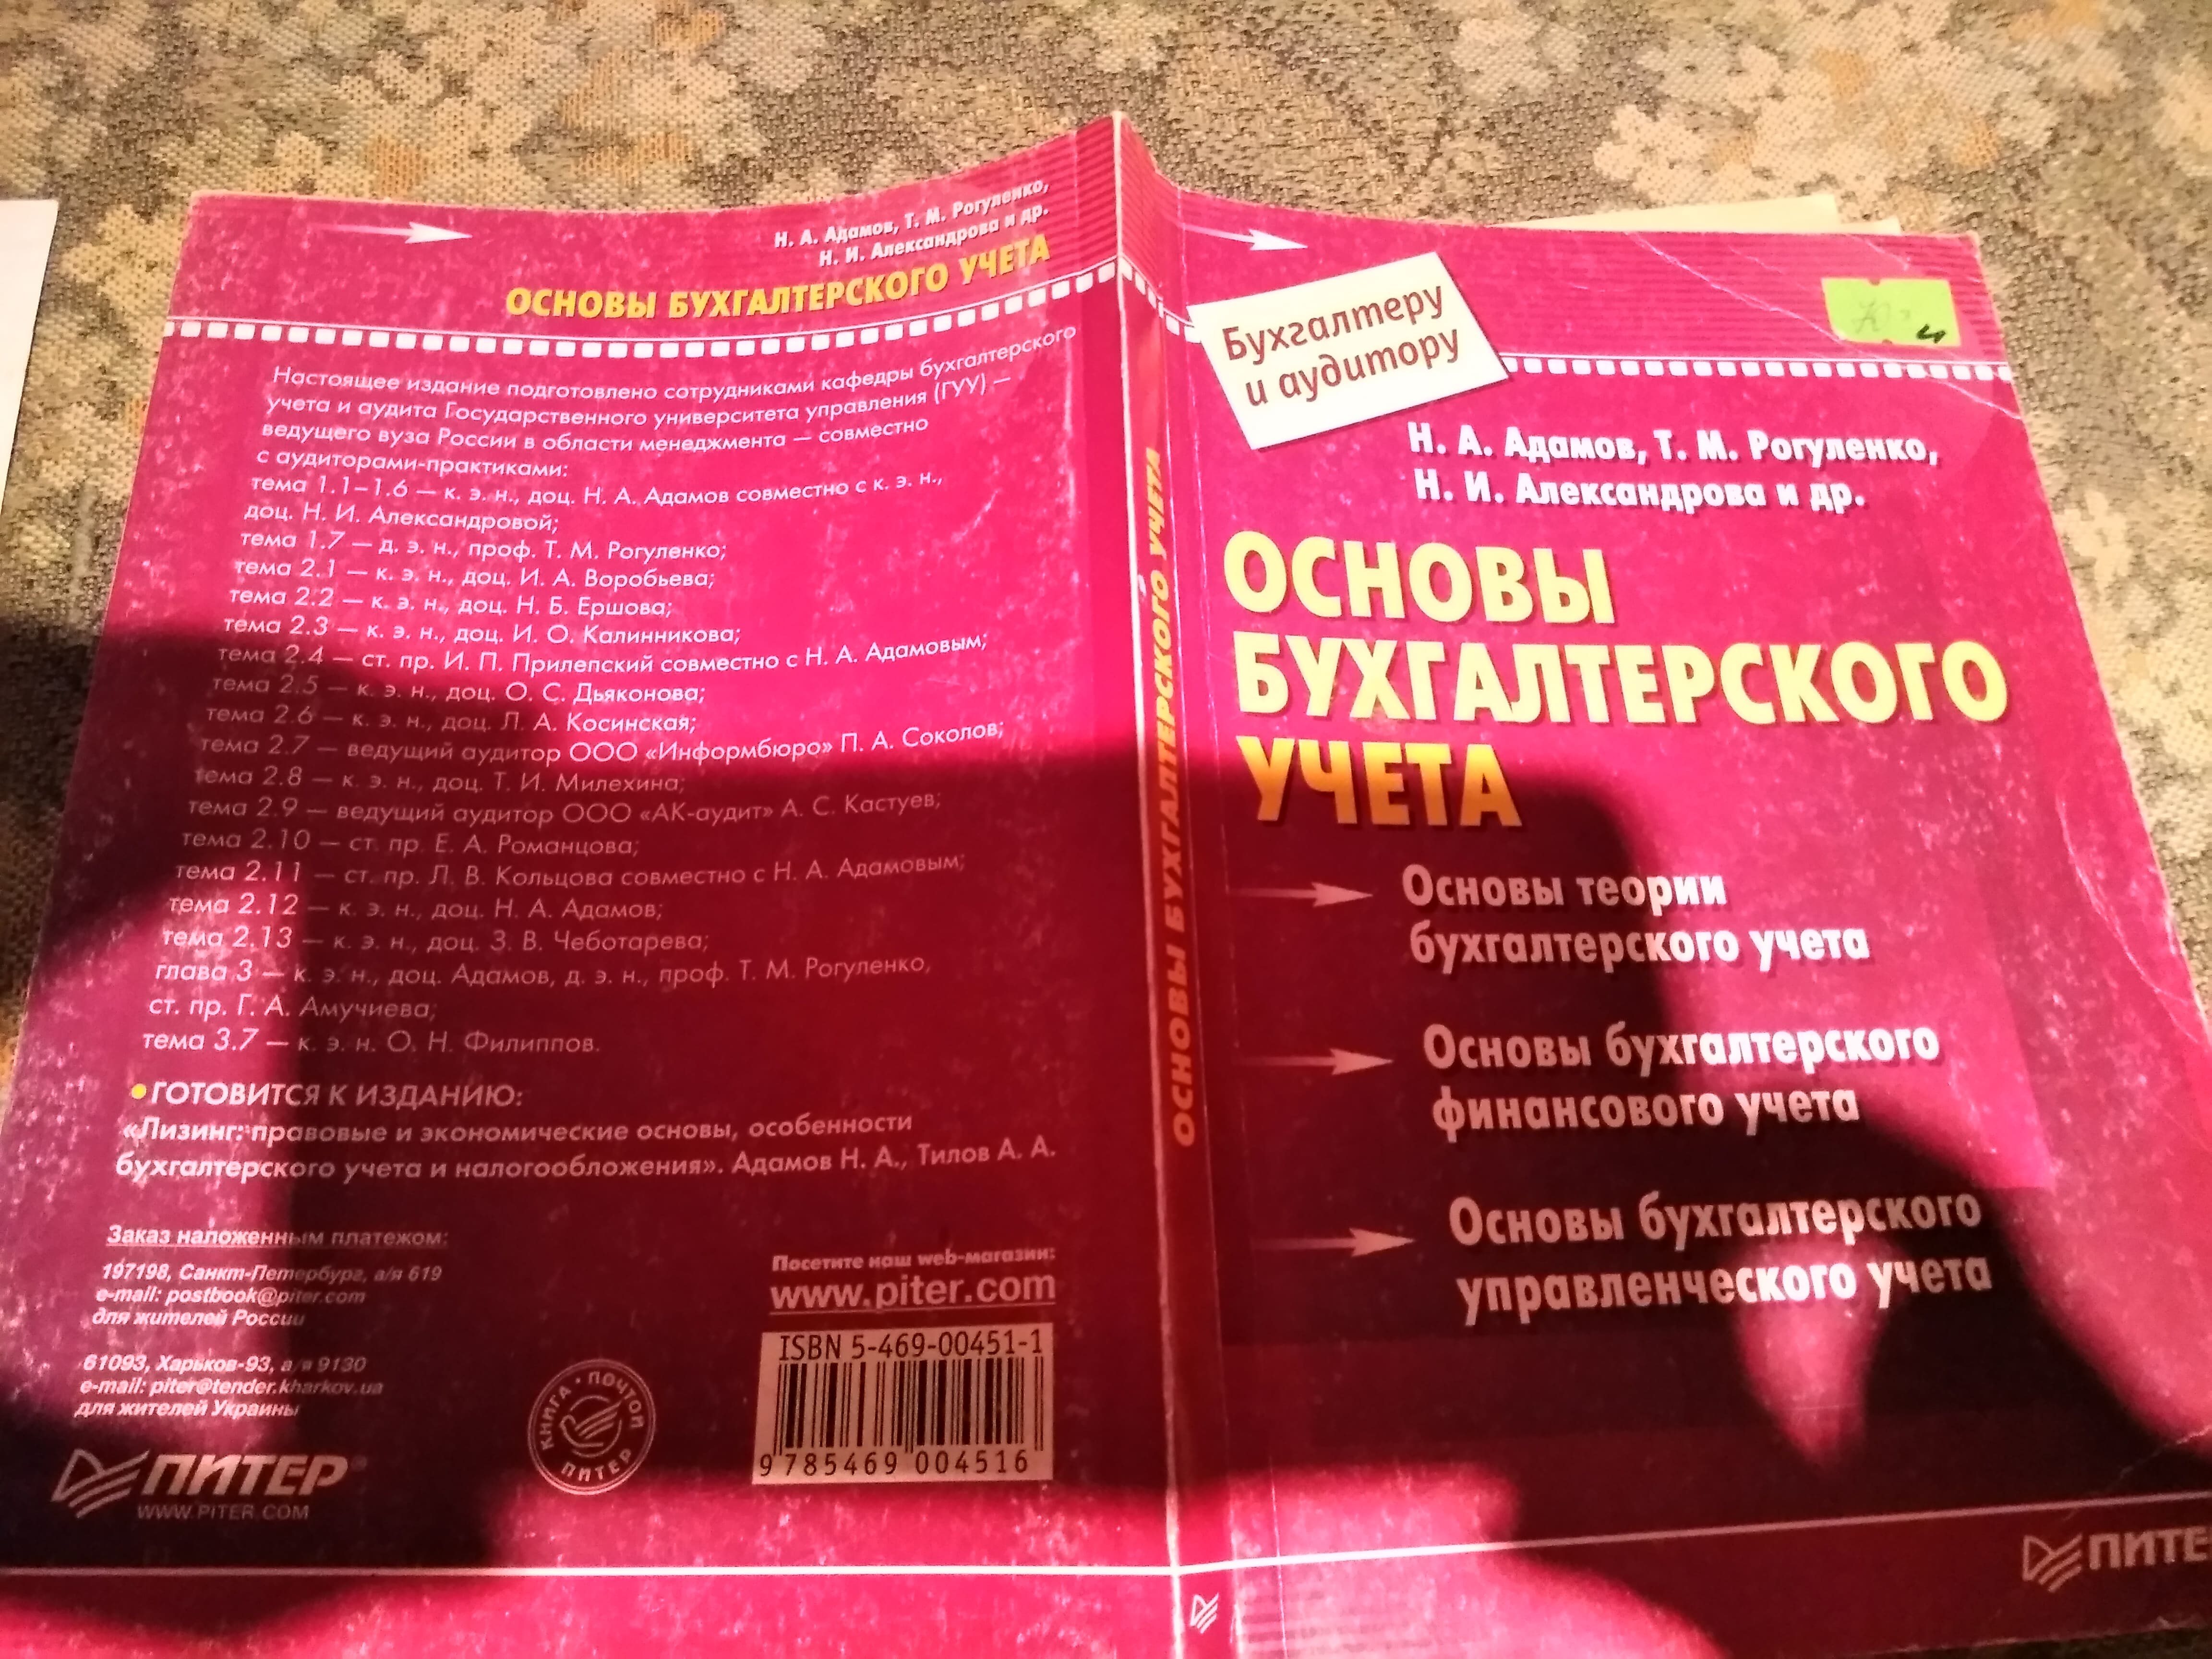 Н. А. Адамов, Т. М. Рогуленко,
Н. И. Александрова и др.
ОСНОВЫ БУХГАЛТЕРСКОГО УЧЕТА
Настоящее издание подготовлено сотрудниками кафедры бухгалтерского
учета и аудита Государственного университета управления (ГУУ) —
ведущего вуза России в области менеджмента — совместно
с аудиторами-практиками:
тема 1.1–1.6 — к. э. н., доц. Н. А. Адамов совместно с к. э. н.,
доц. Н. И. Александровой;
тема 1.7 — д. э. н., проф. Т. М. Рогуленко;
тема 2.1 — к. э. н., доц. И. А. Воробьева;
тема 2.2 — к. э. н., доц. Н. Б. Ершова;
тема 2.3 — к. э. н., доц. И. О. Калинникова;
тема 2.4 — ст. пр. И. П. Прилепский совместно с Н. А. Адамовым;
тема 2.5 — к. э. н., доц. О. С. Дьяконова;
тема 2.6 — к. э. н., доц. Л. А. Косинская;
тема 2.7 — ведущий аудитор ООО «Информбюро» П. А. Соколов;
тема 2.8 — к. э. н., доц. Т. И. Милехина;
тема 2.9 — ведущий аудитор ООО «АК-аудит» А. С. Кастуев;
тема 2.10 — ст. пр. Е. А. Романцова;
тема 2.11 — ст. пр. Л. В. Кольцова совместно с Н. А. Адамовым;
тема 2.12 — к. э. н., доц. Н. А. Адамов;
тема 2.13 — к. э. н., доц. З. В. Чеботарева;
глава 3 — к. э. н., доц. Адамов, д. э. н., проф. Т. М. Рогуленко,
ст. пр. Г. А. Амучиева;
тема 3.7 — к. э. н. О. Н. Филиппов.
• ГОТОВИТСЯ К ИЗДАНИЮ:
«Лизинг: правовые и экономические основы, особенности
бухгалтерского учета и налогообложения». Адамов Н. А., Тилов А. А.
Заказ наложенным платежом:
197198, Санкт-Петербург, а/я 619
e-mail: postbook@piter.com
для жителей России
61093, Харьков-93, а/я 9130
e-mail: piter@tender.kharkov.ua
для жителей Украины
ПИТЕР®
WWW.PITER.COM
КНИГА • ПОЧТОЙ
ПИТЕР
Посетите наш web-магазин:
www.piter.com
ISBN 5-469-00451-1
9 785469 004516
ОСНОВЫ БУХГАЛТЕРСКОГО УЧЕТА
Бухгалтеру
и аудитору
Н. А. Адамов, Т. М. Рогуленко,
Н. И. Александрова и др.
ОСНОВЫ
БУХГАЛТЕРСКОГО
УЧЕТА
Основы теории
бухгалтерского учета
Основы бухгалтерского
финансового учета
Основы бухгалтерского
управленческого учета
ПИТЕ